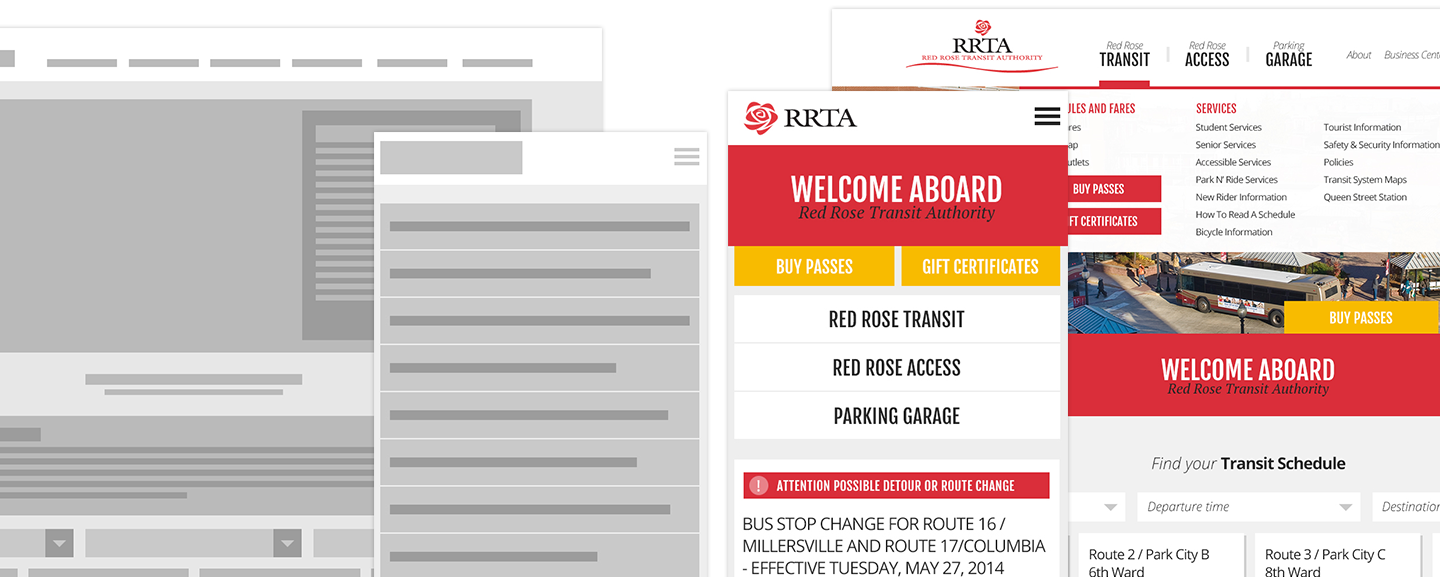 RRTA
RED ROSE TRANSIT AUTHORITY
Red Rose
TRANSIT
Red Rose
ACCESS
Parking
GARAGE
About
Business
RRTA
WELCOME ABOARD
Red Rose Transit Authority
BUY PASSES
GIFT CERTIFICATES
RED ROSE TRANSIT
RED ROSE ACCESS
PARKING GARAGE
! ATTENTION POSSIBLE DETOUR OR ROUTE CHANGE
BUS STOP CHANGE FOR ROUTE 16 /
MILLERSVILLE AND ROUTE 17/COLUMBIA
- EFFECTIVE TUESDAY, MAY 27, 2014
AND FARES
BUY PASSES
CERTIFICATES
SERVICES
Student Services
Senior Services
Accessible Services
Park N' Ride Services
New Rider Information
How To Read A Schedule
Bicycle Information
Tourist Information
Safety & Security Information
Policies
Transit System Maps
Queen Street Station
BUY PASSES
WELCOME ABOARD
Red Rose Transit Authority
Find your Transit Schedule
Departure time
Destination
Route 2 / Park City B
6th Ward
Route 3 / Park City C
8th Ward